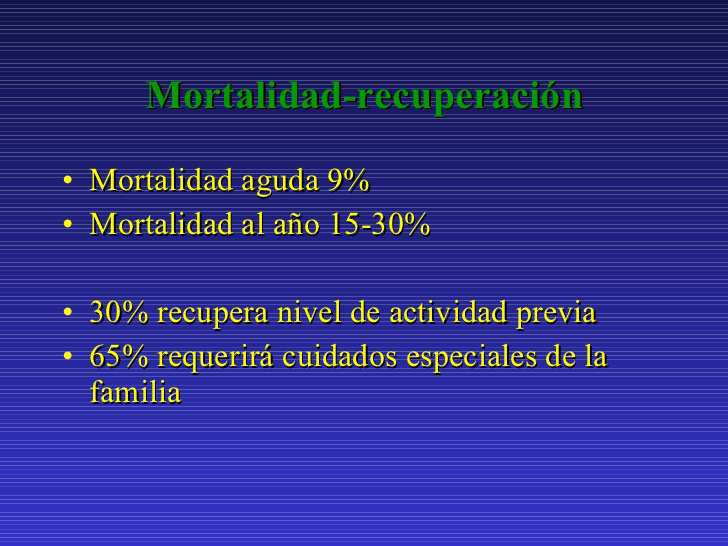 Mortalidad-recuperación
• Mortalidad aguda 9%
• Mortalidad al año 15-30%
• 30% recupera nivel de actividad previa
• 65% requerirá cuidados especiales de la
familia